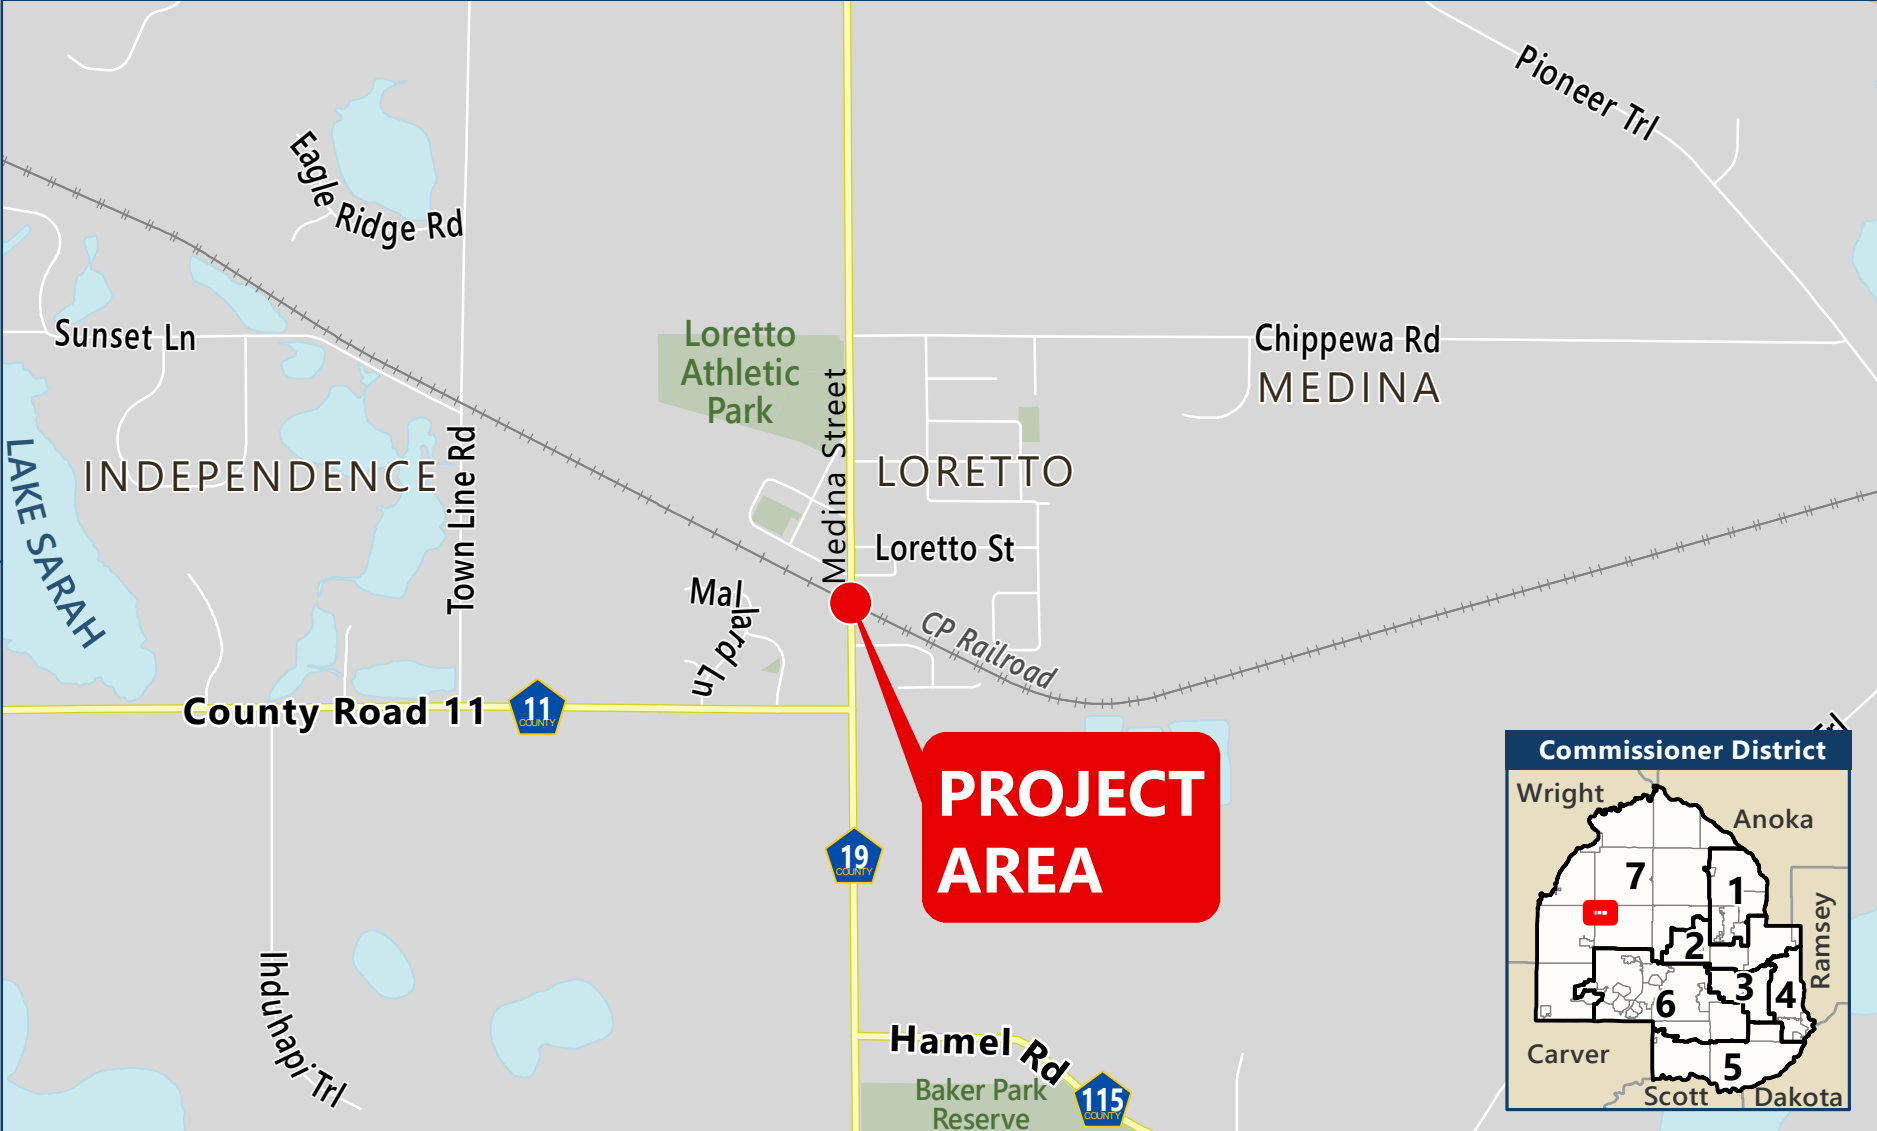 Pioneer Trl
Eagle Ridge Rd
Sunset Ln
Loretto
Athletic
Park
Chippewa Rd
MEDINA
Medina Street
LAKE SARAH
INDEPENDENCE
Town Line Rd
LORETTO
Loretto St
Mallard Ln
CP Railroad
County Road 11
11
COUNTY
PROJECT
AREA
19
COUNTY
Ihduhapi Trl
Hamel Rd
Baker Park
Reserve
115
COUNTY
Trl
Commissioner District
Wright
Anoka
7
1
Ramsey
2
3
4
6
Carver
5
Scott
Dakota